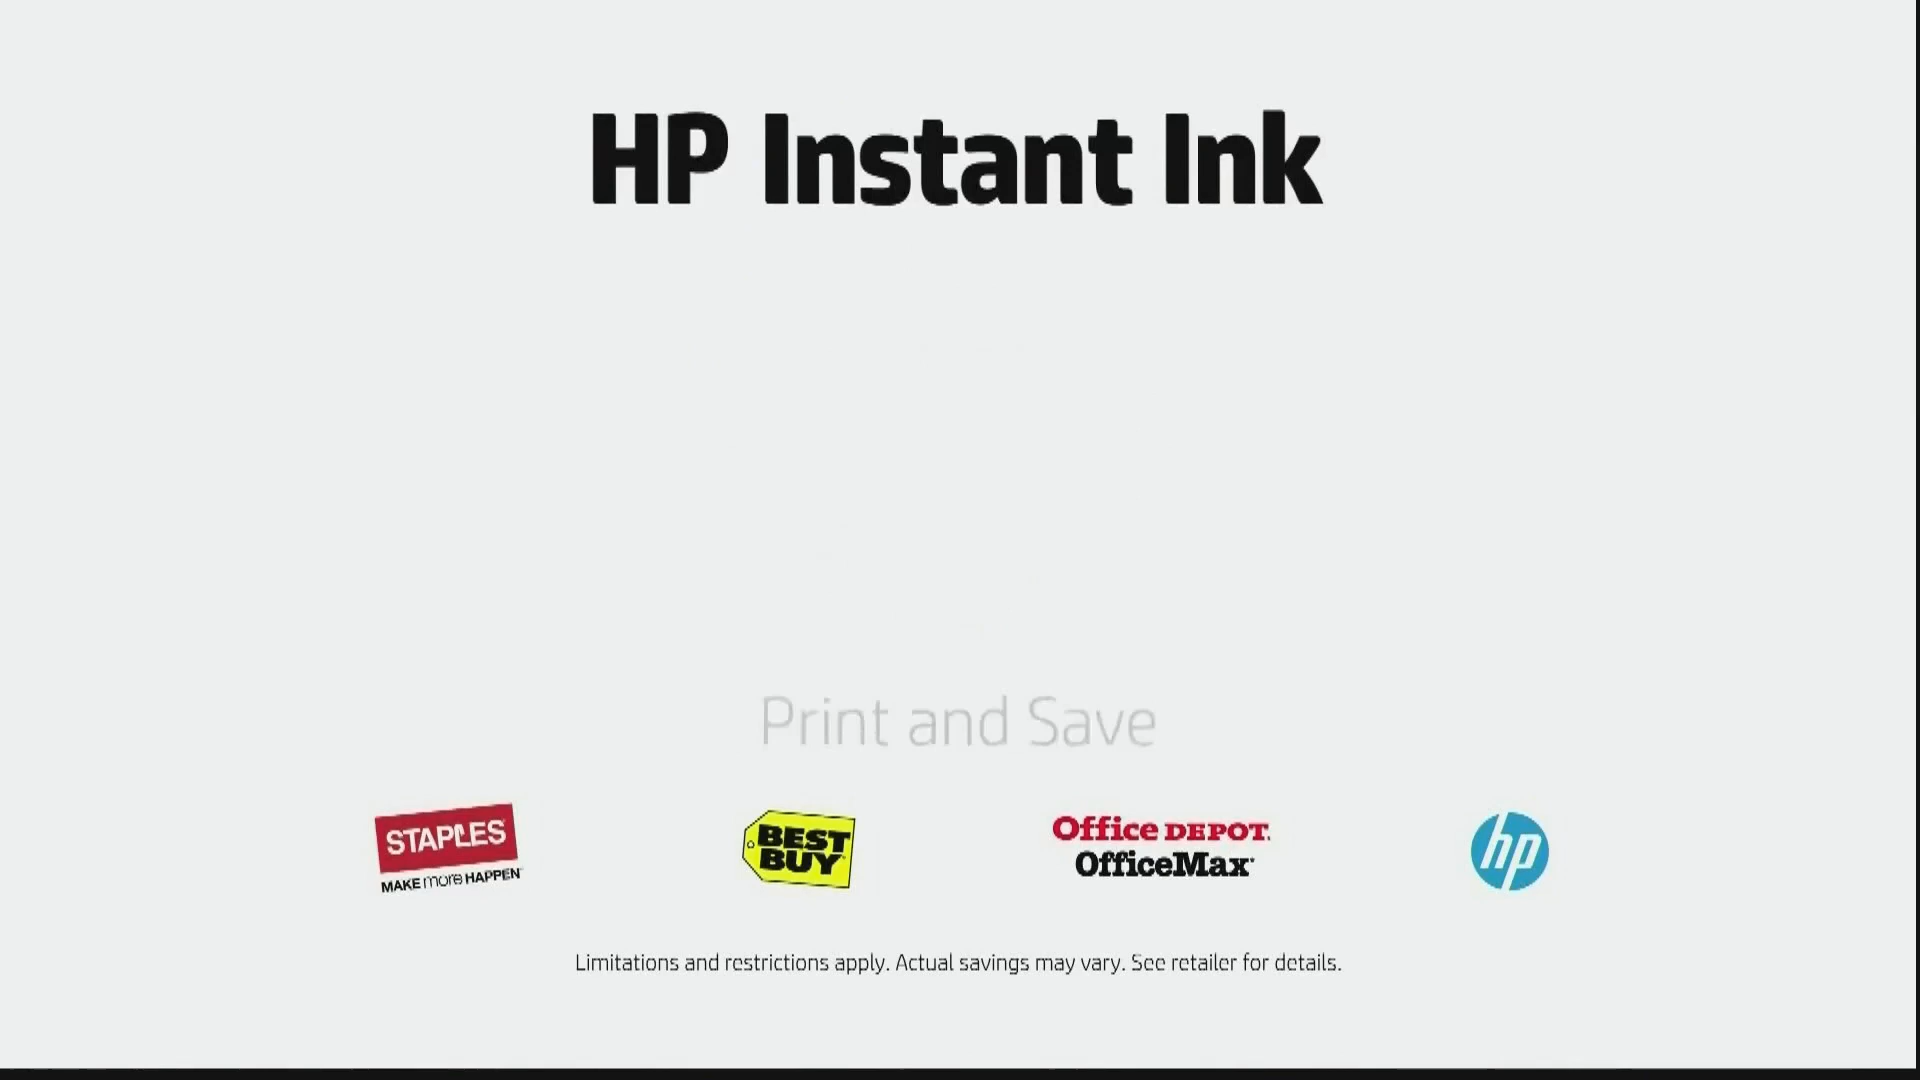 HP Instant Ink
Print and Save
STAPLES
MAKE more HAPPEN
BEST
BUY
Office DEPOT.
OfficeMax
hp
Limitations and restrictions apply. Actual savings may vary. See retailer for details.